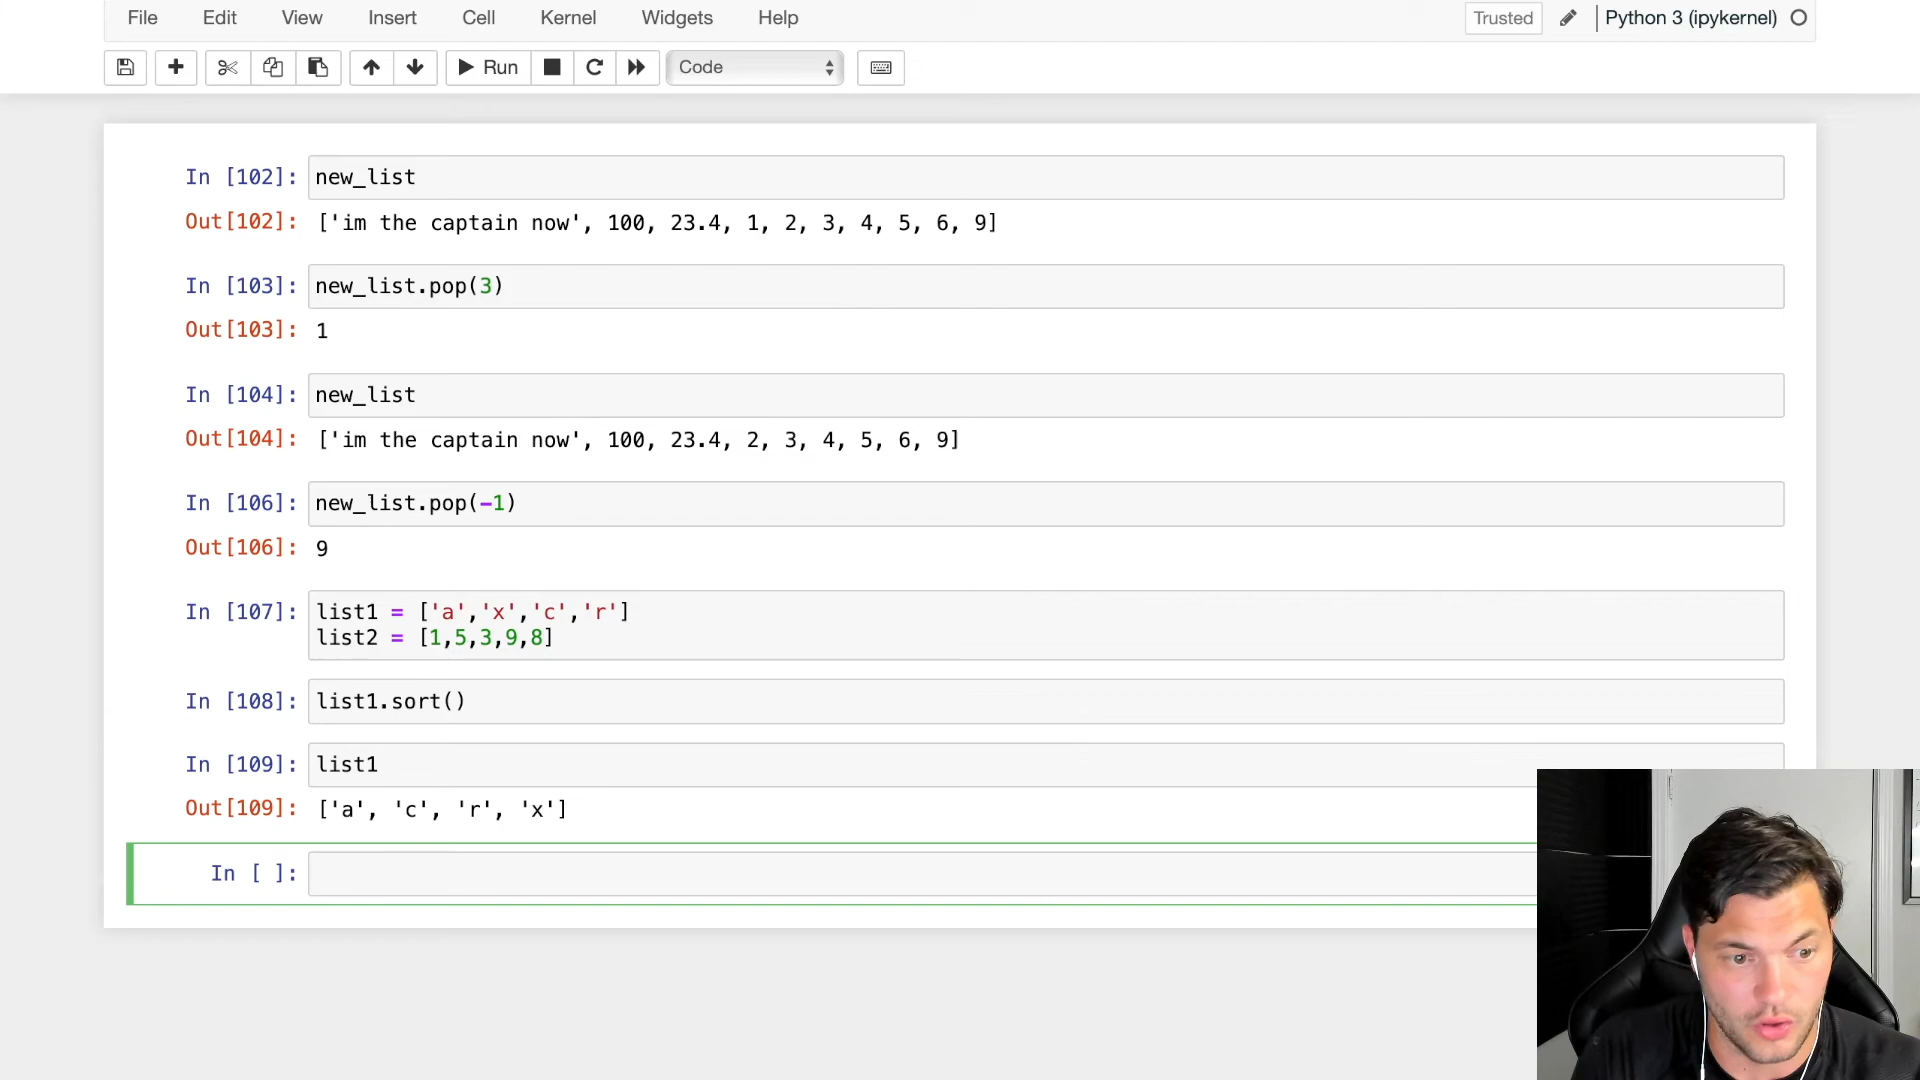 File Edit View Insert Cell Kernel Widgets Help Trusted Python 3 (ipykernel)
Run Code
In [102]: new_list
Out[102]: ['im the captain now', 100, 23.4, 1, 2, 3, 4, 5, 6, 9]
In [103]: new_list.pop(3)
Out[103]: 1
In [104]: new_list
Out[104]: ['im the captain now', 100, 23.4, 2, 3, 4, 5, 6, 9]
In [106]: new_list.pop(-1)
Out[106]: 9
In [107]: list1 = ['a','x','c','r']
list2 = [1,5,3,9,8]
In [108]: list1.sort()
In [109]: list1
Out[109]: ['a', 'c', 'r', 'x']
In [ ]: